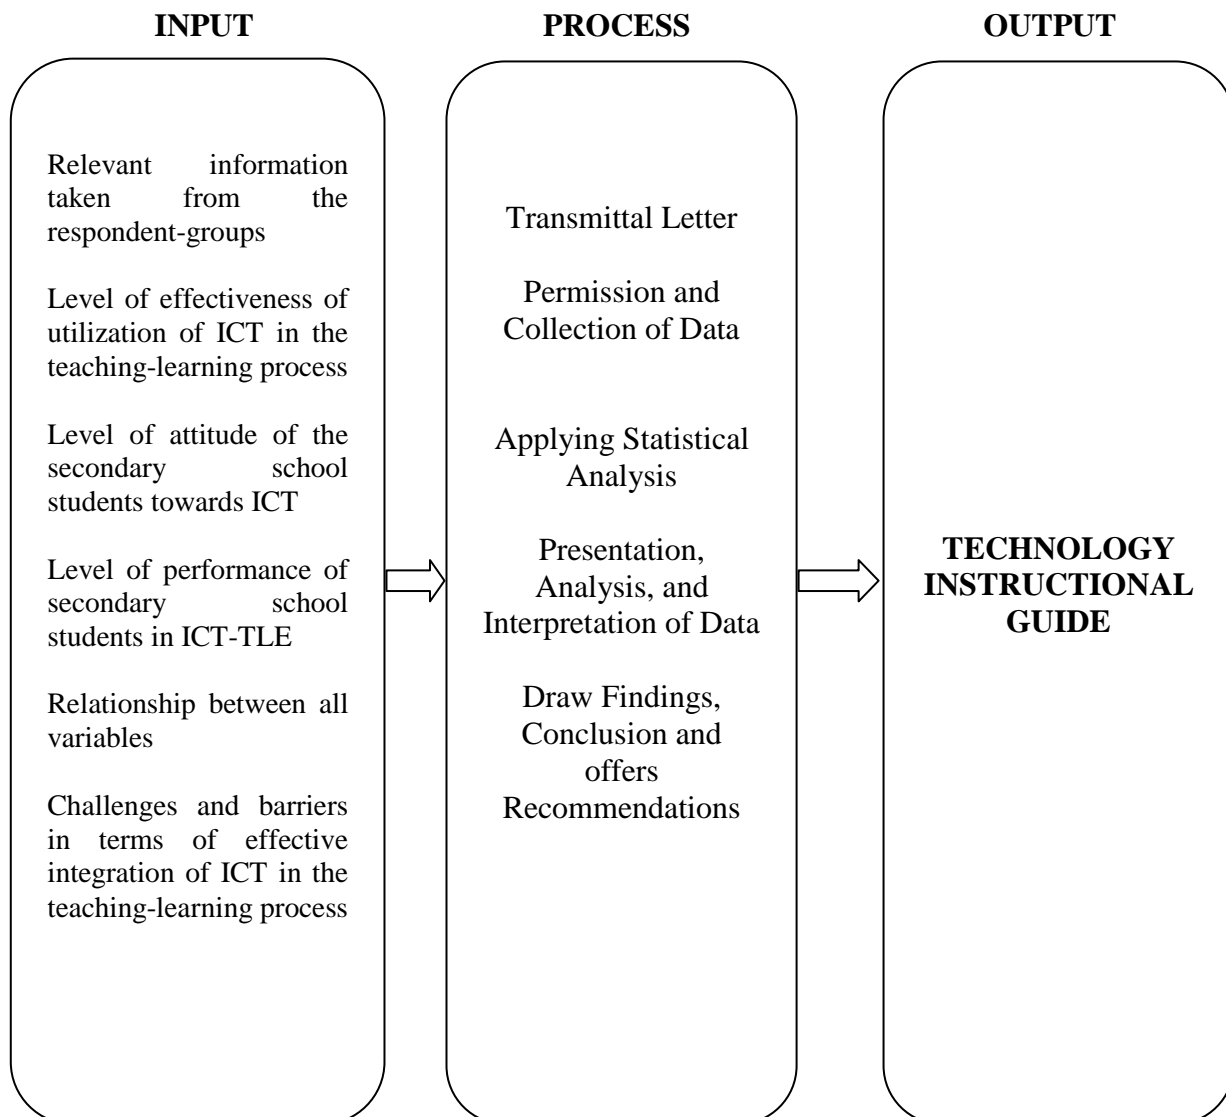 INPUT
PROCESS
OUTPUT
Relevant information
taken from the
respondent-groups
Level of effectiveness of
utilization of ICT in the
teaching-learning process
Level of attitude of the
secondary school
students towards ICT
Level of performance of
secondary school
students in ICT-TLE
Relationship between all
variables
Challenges and barriers
in terms of effective
integration of ICT in the
teaching-learning process
Transmittal Letter
Permission and
Collection of Data
Applying Statistical
Analysis
Presentation,
Analysis, and
Interpretation of Data
Draw Findings,
Conclusion and
offers
Recommendations
TECHNOLOGY
INSTRUCTIONAL
GUIDE